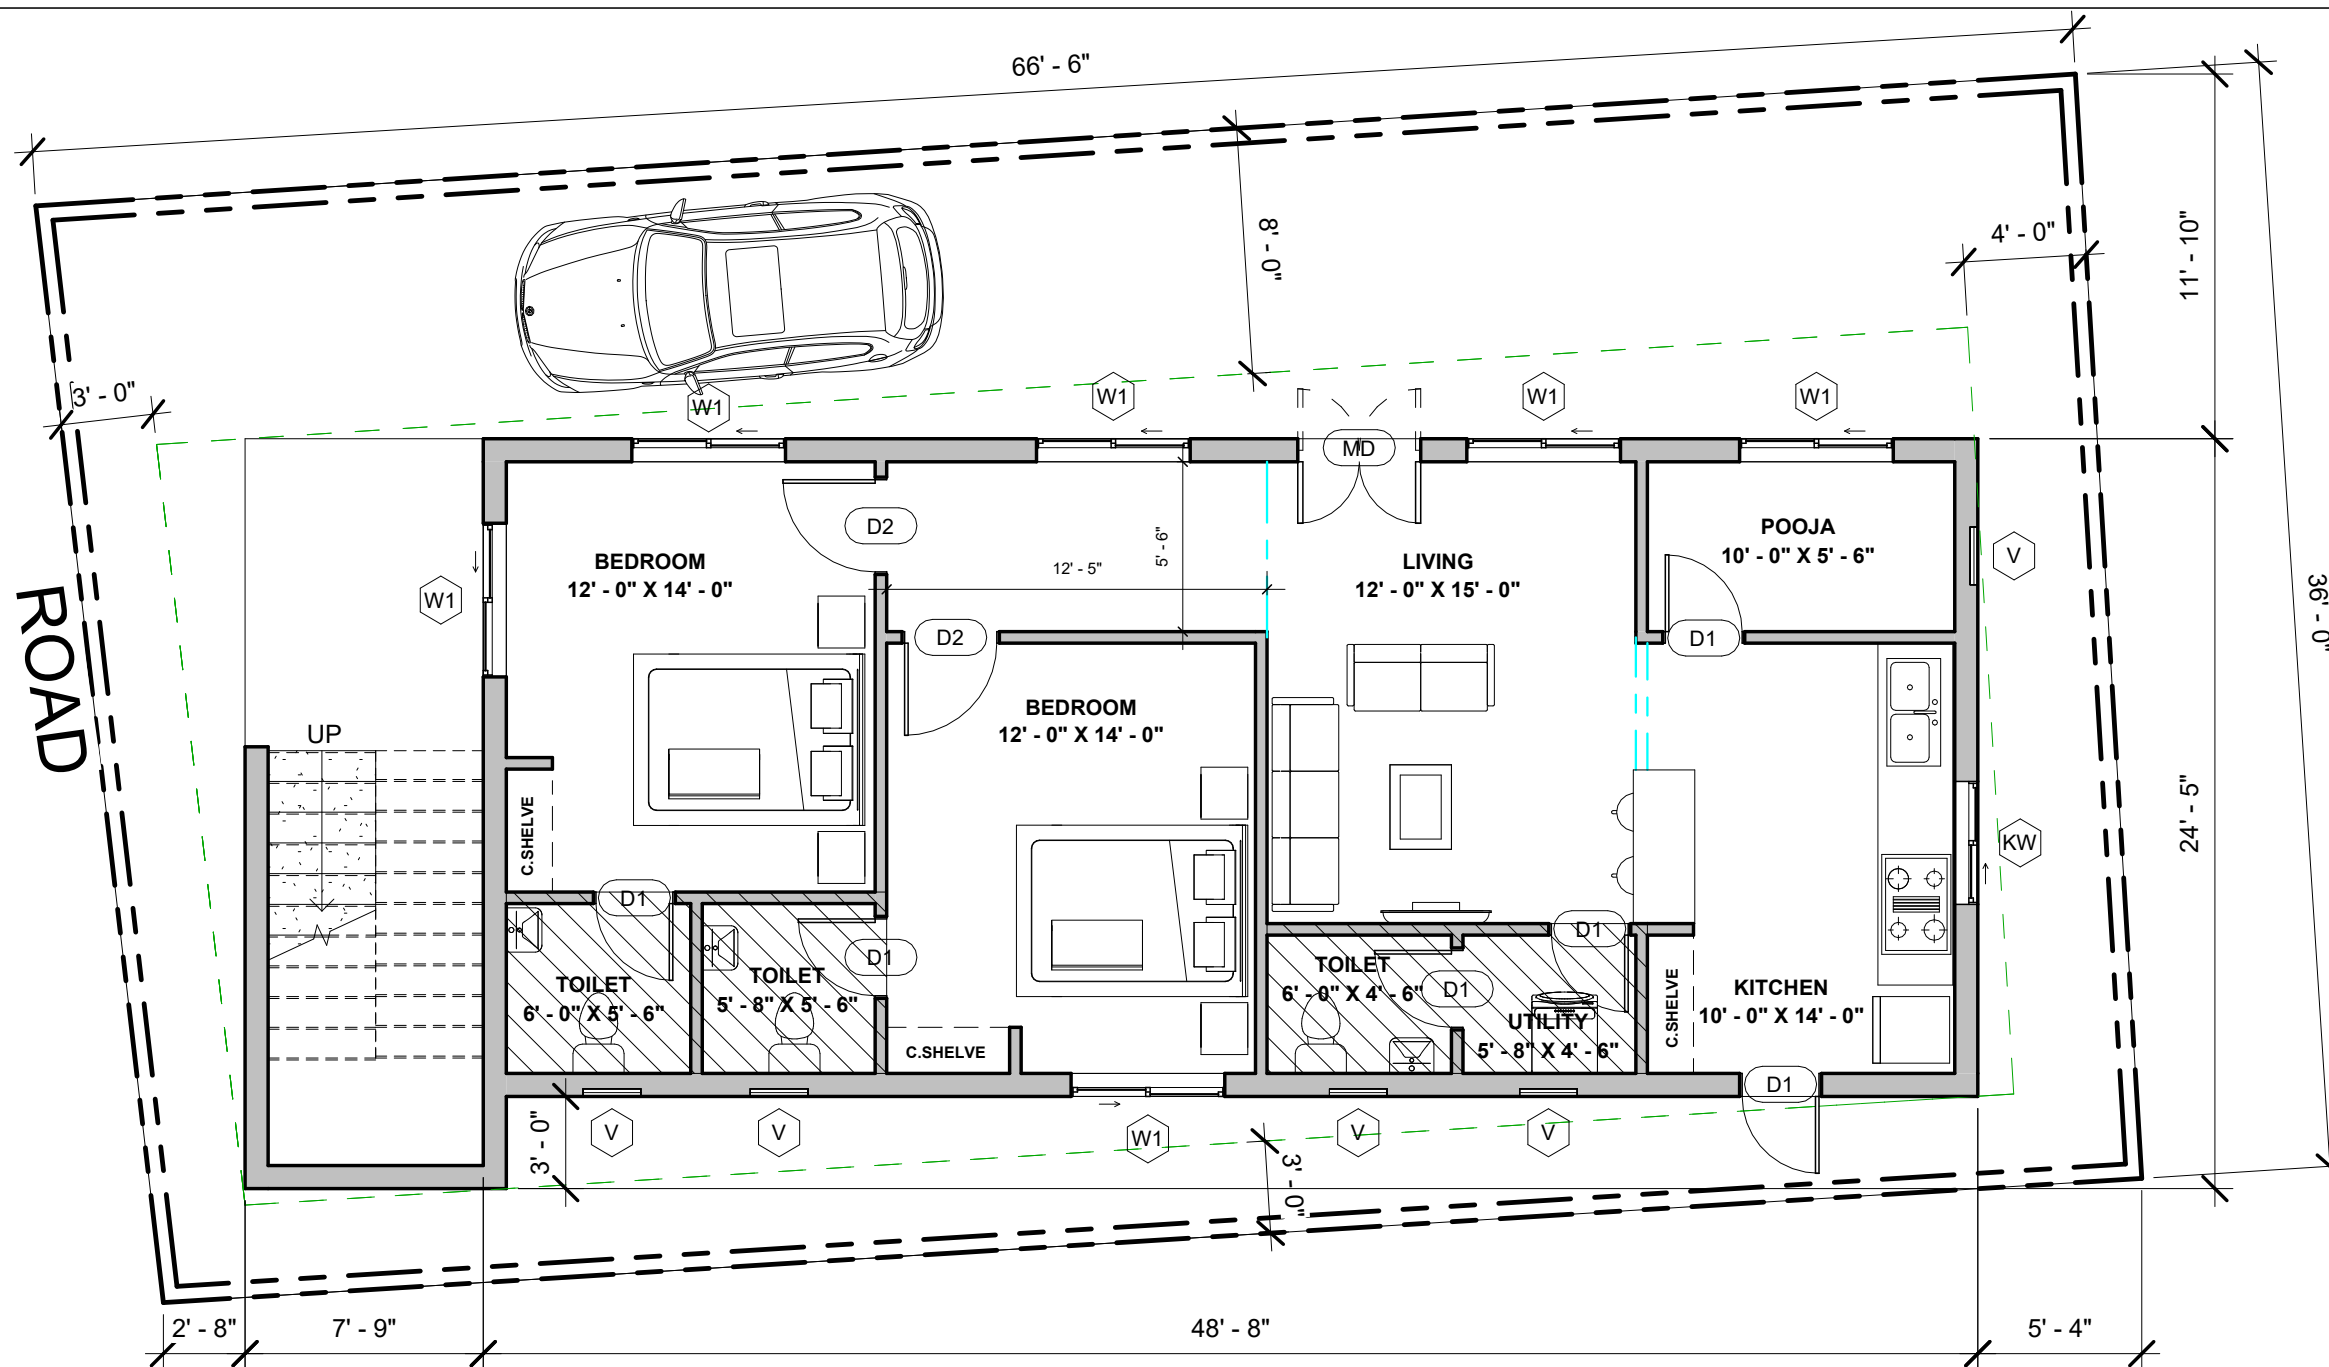 66' - 6"
8' - 0"
4' - 0"
11' - 10"
3' - 0"
W1
W1
W1
W1
MD
D2
BEDROOM
12' - 0" X 14' - 0"
12' - 5"
5' - 6"
LIVING
12' - 0" X 15' - 0"
POOJA
10' - 0" X 5' - 6"
V
W1
ROAD
36' - 0"
D2
D1
BEDROOM
12' - 0" X 14' - 0"
UP
C.SHELVE
24' - 5"
KW
D1
D1
D1
TOILET
6' - 0" X 5' - 6"
TOILET
5' - 8" X 5' - 6"
TOILET
6' - 0" X 4' - 6"
D1
UTILITY
5' - 8" X 4' - 6"
C.SHELVE
KITCHEN
10' - 0" X 14' - 0"
C.SHELVE
D1
3' - 0"
V
V
W1
V
V
3' - 0"
2' - 8"
7' - 9"
48' - 8"
5' - 4"